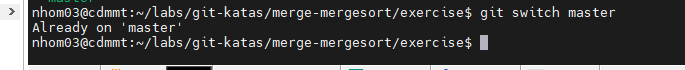 nhom03@cdmmt:~/labs/git-katas/merge-mergesort/exercise$ git switch master
Already on 'master'
nhom03@cdmmt:~/labs/git-katas/merge-mergesort/exercise$